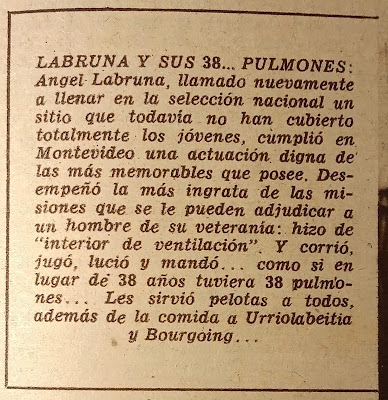 LABRUNA Y SUS 38... PULMONES:
Angel Labruna, llamado nuevamente
a llenar en la selección nacional un
sitio que todavía no han cubierto
totalmente los jóvenes, cumplió en
Montevideo una actuación digna de
las más memorables que posee. Des-
empeñó la más ingrata de las mi-
siones que se le pueden adjudicar a
un hombre de su veteranía: hizo de
"interior de ventilación". Y corrió,
jugó, lució y mandó... como si en
lugar de 38 años tuviera 38 pulmo-
nes... Les sirvió pelotas a todos,
además de la comida a Urriolabeitia
y Bourgoing...